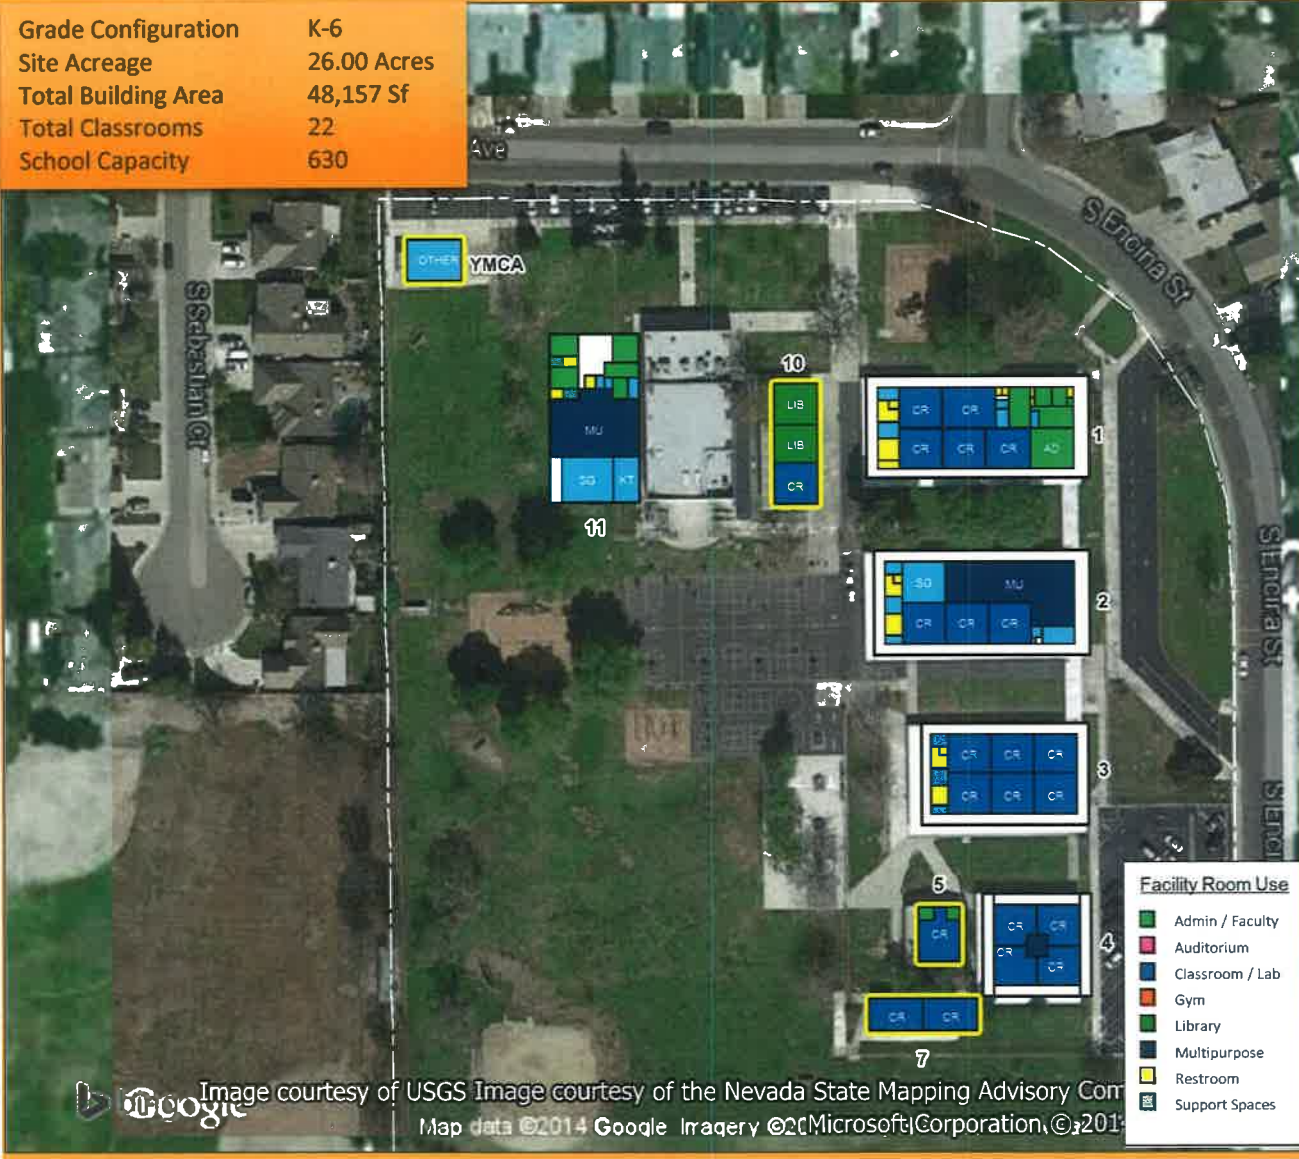 Grade Configuration K-6
Site Acreage 26.00 Acres
Total Building Area 48,157 Sf
Total Classrooms 22
School Capacity 630
Ave
S Encina St
S Sebastian Ct
OTHER YMCA
10
LIB
LIB
CR
MU
SG KT
11
CR CR
CR CR CR AD
1
SG MU
CR CR CR
2
CR CR CR
CR CR CR
3
5
CR
CR CR
CR
CR
4
CR CR
7
S Encina St
S Enci
Facility Room Use
Admin / Faculty
Auditorium
Classroom / Lab
Gym
Library
Multipurpose
Restroom
Support Spaces
Google
Image courtesy of USGS Image courtesy of the Nevada State Mapping Advisory Com
Map data ©2014 Google Imagery ©20 Microsoft Corporation © 201